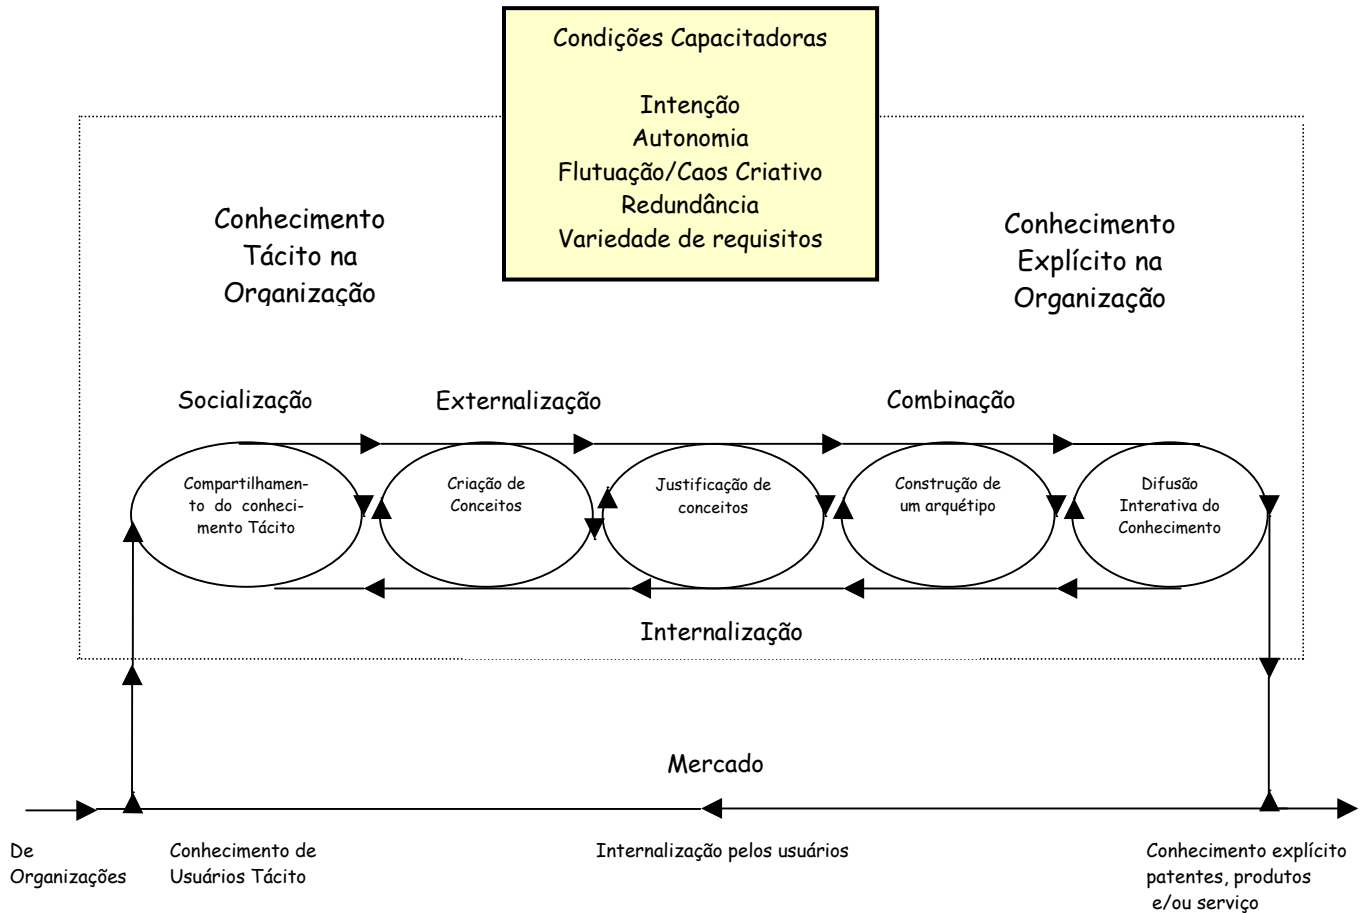 Condições Capacitadoras
Intenção
Autonomia
Flutuação/Caos Criativo
Redundância
Variedade de requisitos
Conhecimento
Tácito na
Organização
Conhecimento
Explícito na
Organização
Socialização
Externalização
Combinação
Compartilhamen-
to do conheci-
mento Tácito
Criação de
Conceitos
Justificação de
conceitos
Construção de
um arquétipo
Difusão
Interativa do
Conhecimento
Internalização
Mercado
De
Organizações
Conhecimento de
Usuários Tácito
Internalização pelos usuários
Conhecimento explícito
patentes, produtos
e/ou serviço